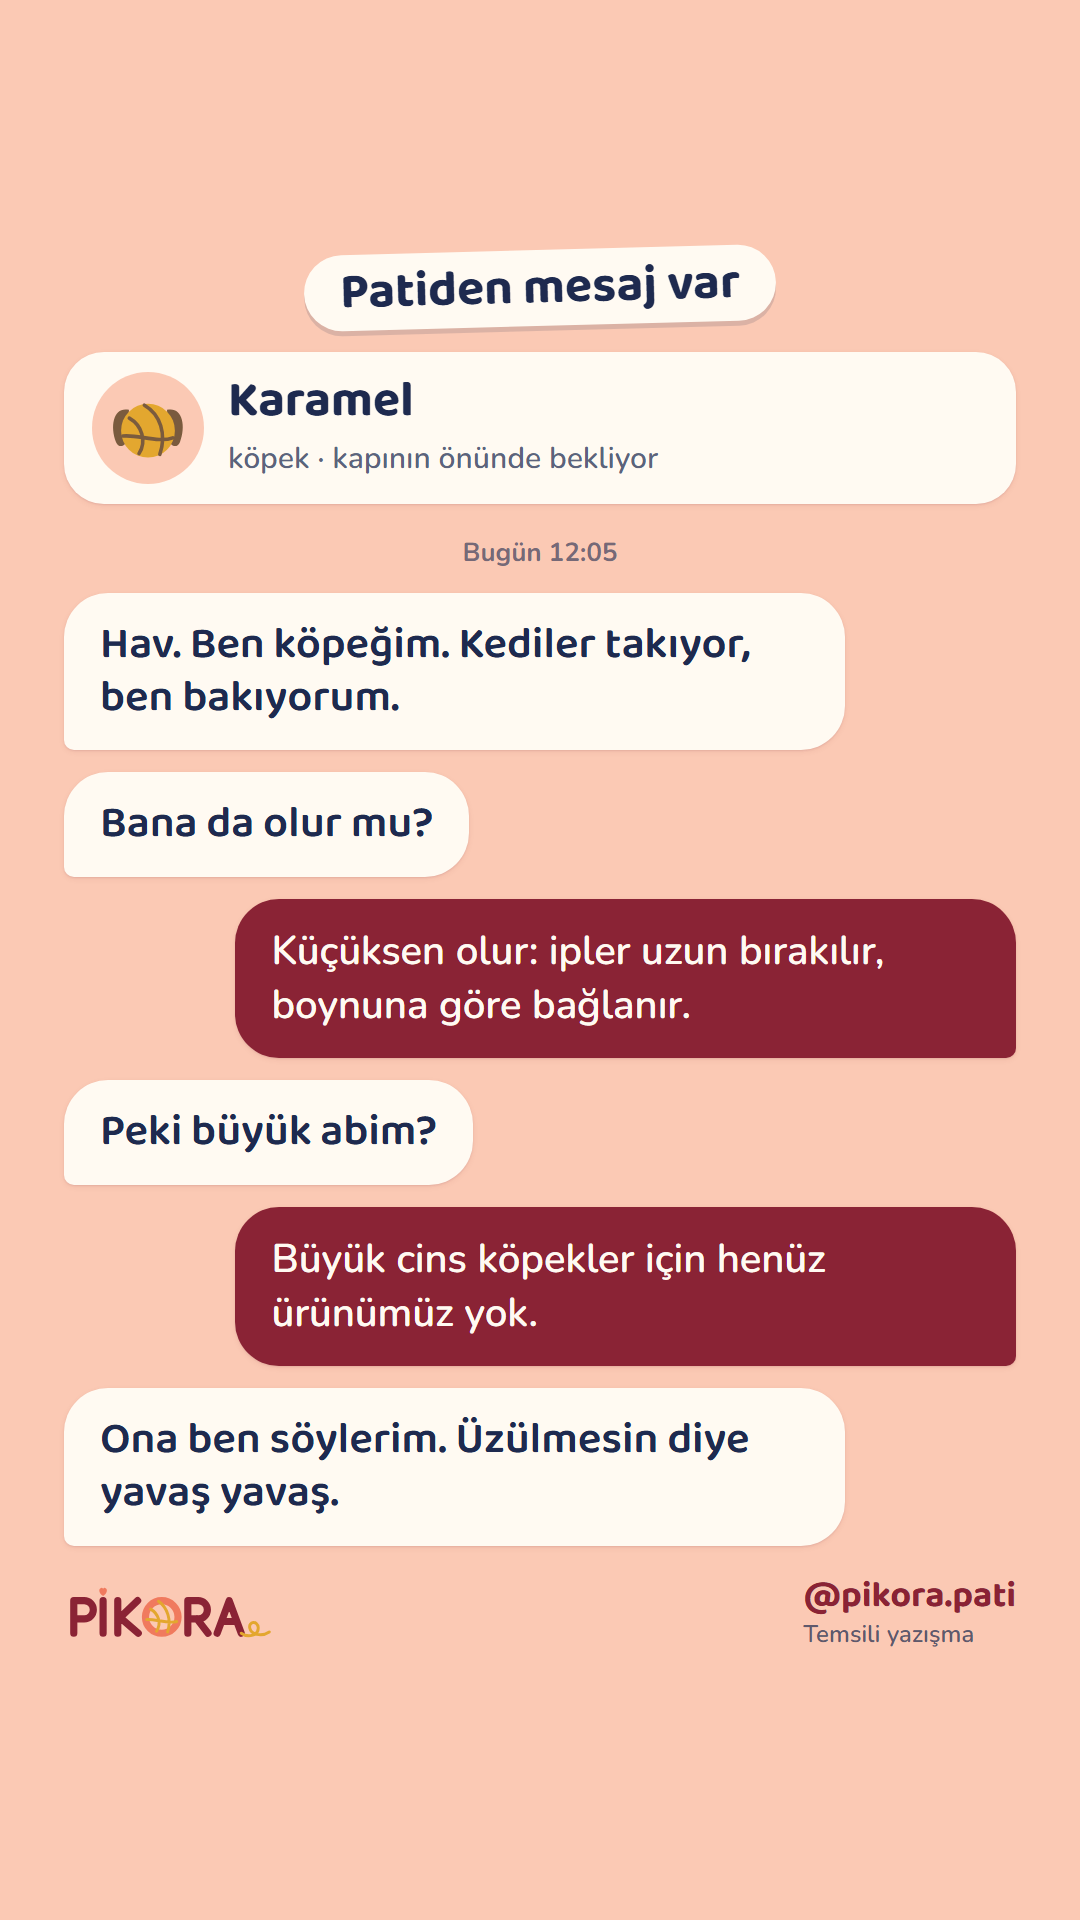 Patiden mesaj var
Karamel
köpek · kapının önünde bekliyor
Bugün 12:05
Hav. Ben köpeğim. Kediler takıyor,
ben bakıyorum.
Bana da olur mu?
Küçüksen olur: ipler uzun bırakılır,
boynuna göre bağlanır.
Peki büyük abim?
Büyük cins köpekler için henüz
ürünümüz yok.
Ona ben söylerim. Üzülmesin diye
yavaş yavaş.
PİKORA
@pikora.pati
Temsili yazışma